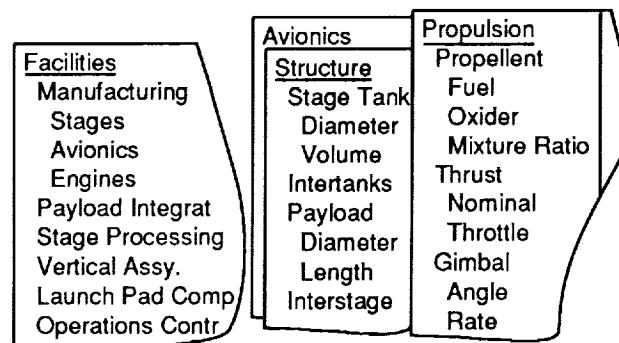 Facilities
Manufacturing
Stages
Avionics
Engines
Payload Integrat
Stage Processing
Vertical Assy.
Launch Pad Comp
Operations Contr
Avionics
Structure
Stage Tank
Diameter
Volume
Intertanks
Payload
Diameter
Length
Interstage
Propulsion
Propellent
Fuel
Oxider
Mixture Ratio
Thrust
Nominal
Throttle
Gimbal
Angle
Rate